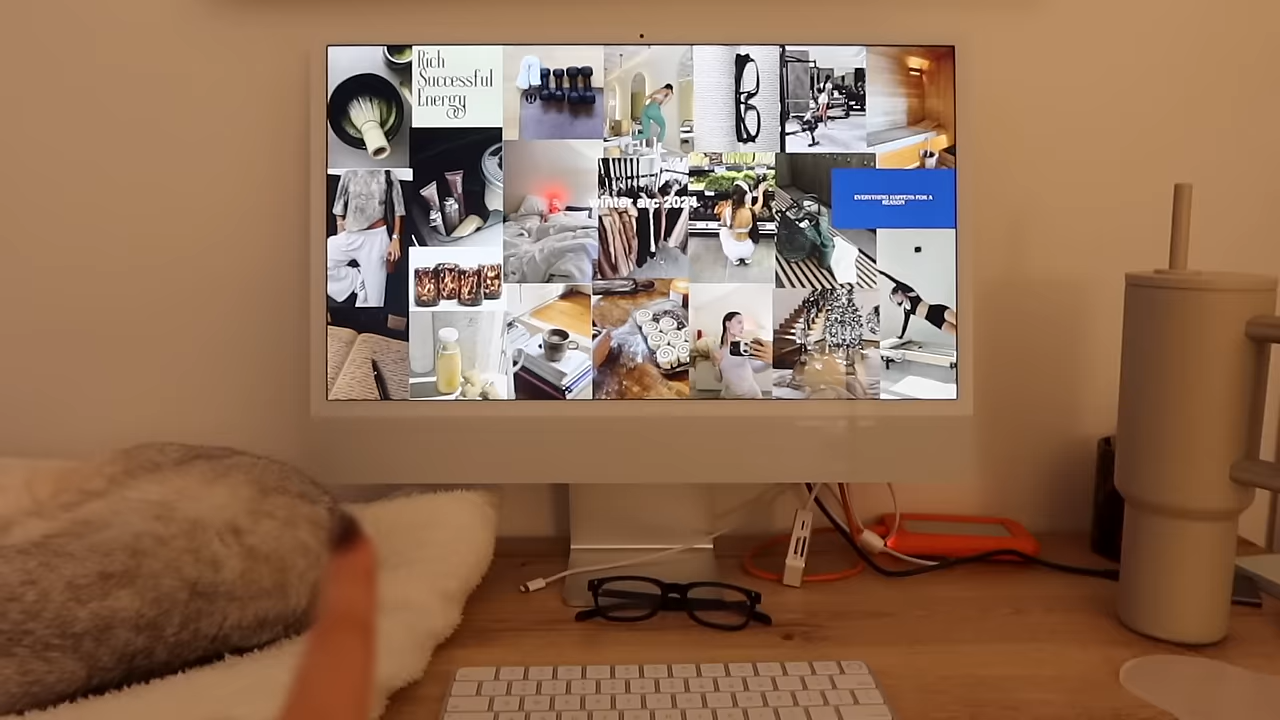 Rich
Successful
Energy
winter arc 2024
EVERYTHING HAPPENS FOR A
REASON